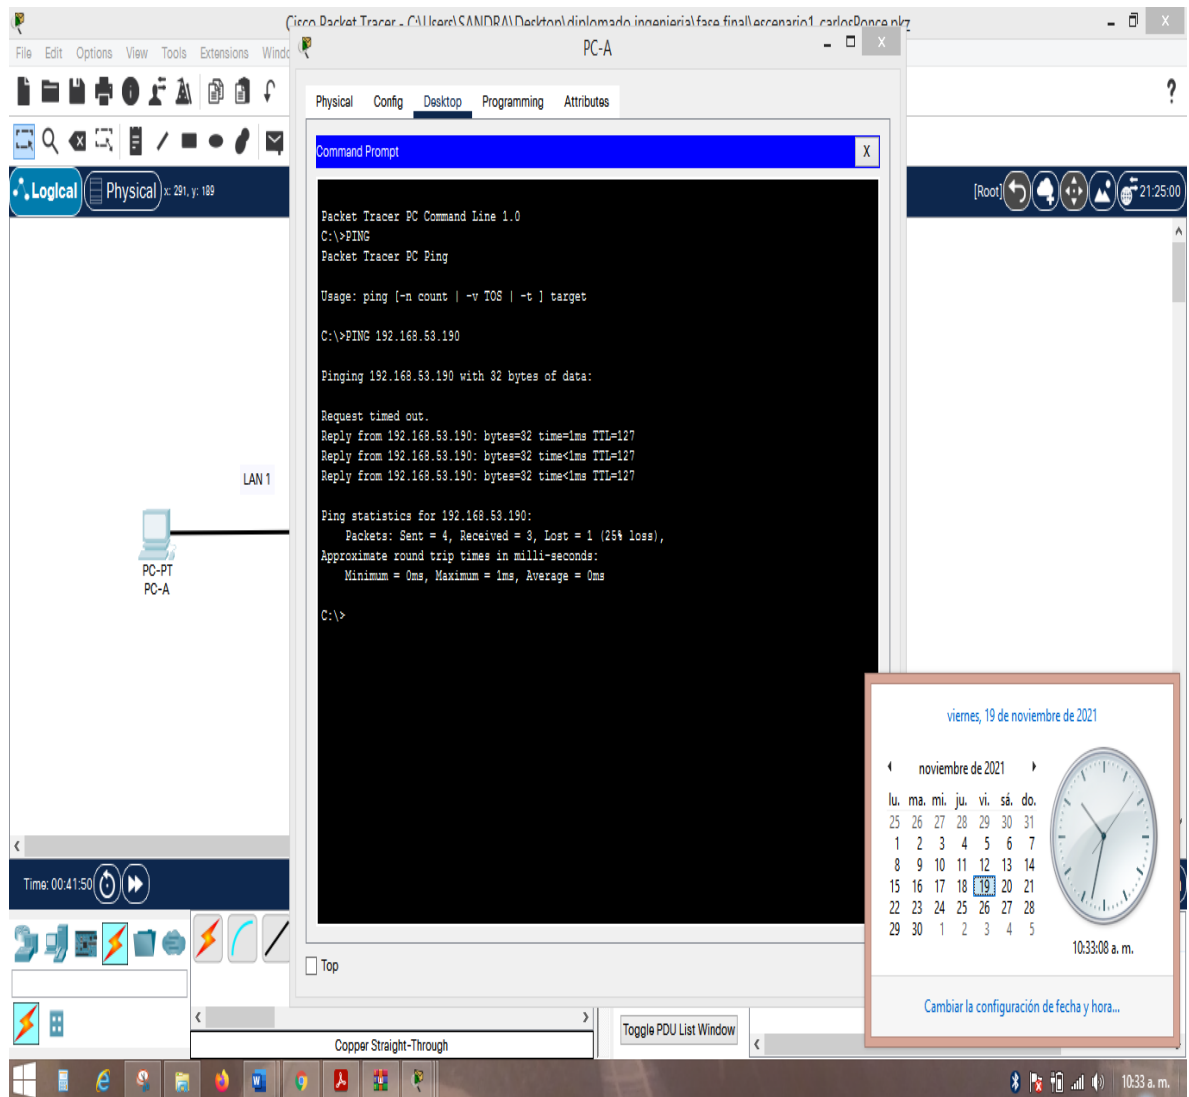 Cisco Packet Tracer - C:\Users\SANDRA\Desktop\diplomado ingenieria\fase final\escenario1_carlosPonce.pkz
File Edit Options View Tools Extensions
PC-A
X
Physical Config Desktop Programming Attributes
?
Command Prompt
X
Logical
Physical
x: 291, y: 189
[Root]
21:25:00
Packet Tracer PC Command Line 1.0
C:\>PING
Packet Tracer PC Ping
Usage: ping [-n count | -v TOS | -t ] target
C:\>PING 192.168.53.190
Pinging 192.168.53.190 with 32 bytes of data:
Request timed out.
Reply from 192.168.53.190: bytes=32 time=1ms TTL=127
Reply from 192.168.53.190: bytes=32 time<1ms TTL=127
Reply from 192.168.53.190: bytes=32 time<1ms TTL=127
Ping statistics for 192.168.53.190:
Packets: Sent = 4, Received = 3, Lost = 1 (25% loss),
Approximate round trip times in milli-seconds:
Minimum = 0ms, Maximum = 1ms, Average = 0ms
C:\>
LAN 1
PC-PT
PC-A
viernes, 19 de noviembre de 2021
noviembre de 2021
lu. ma. mi. ju. vi. sá. do.
25 26 27 28 29 30 31
1 2 3 4 5 6 7
8 9 10 11 12 13 14
15 16 17 18 19 20 21
22 23 24 25 26 27 28
29 30 1 2 3 4 5
10:33:08 a. m.
Cambiar la configuración de fecha y hora...
Time: 00:41:50
Top
Toggle PDU List Window
Copper Straight-Through
10:33 a. m.